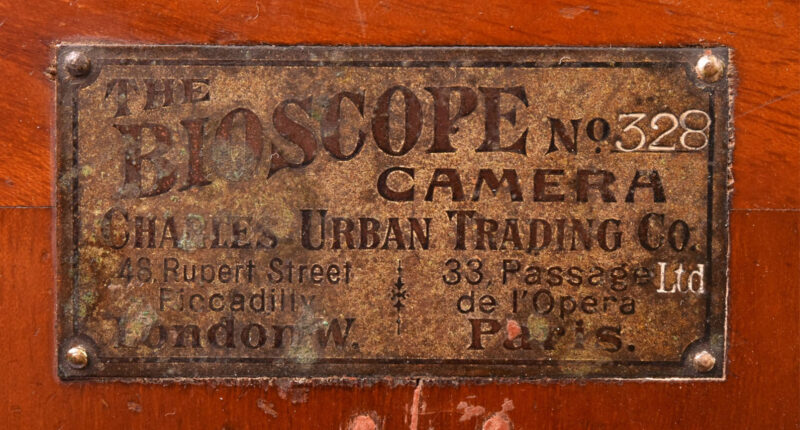 THE
BIOSCOPE No. 328
CAMERA
CHARLES URBAN TRADING CO. Ltd
48, Rupert Street
Piccadilly
London W.
33, Passage
de l'Opera
Paris.